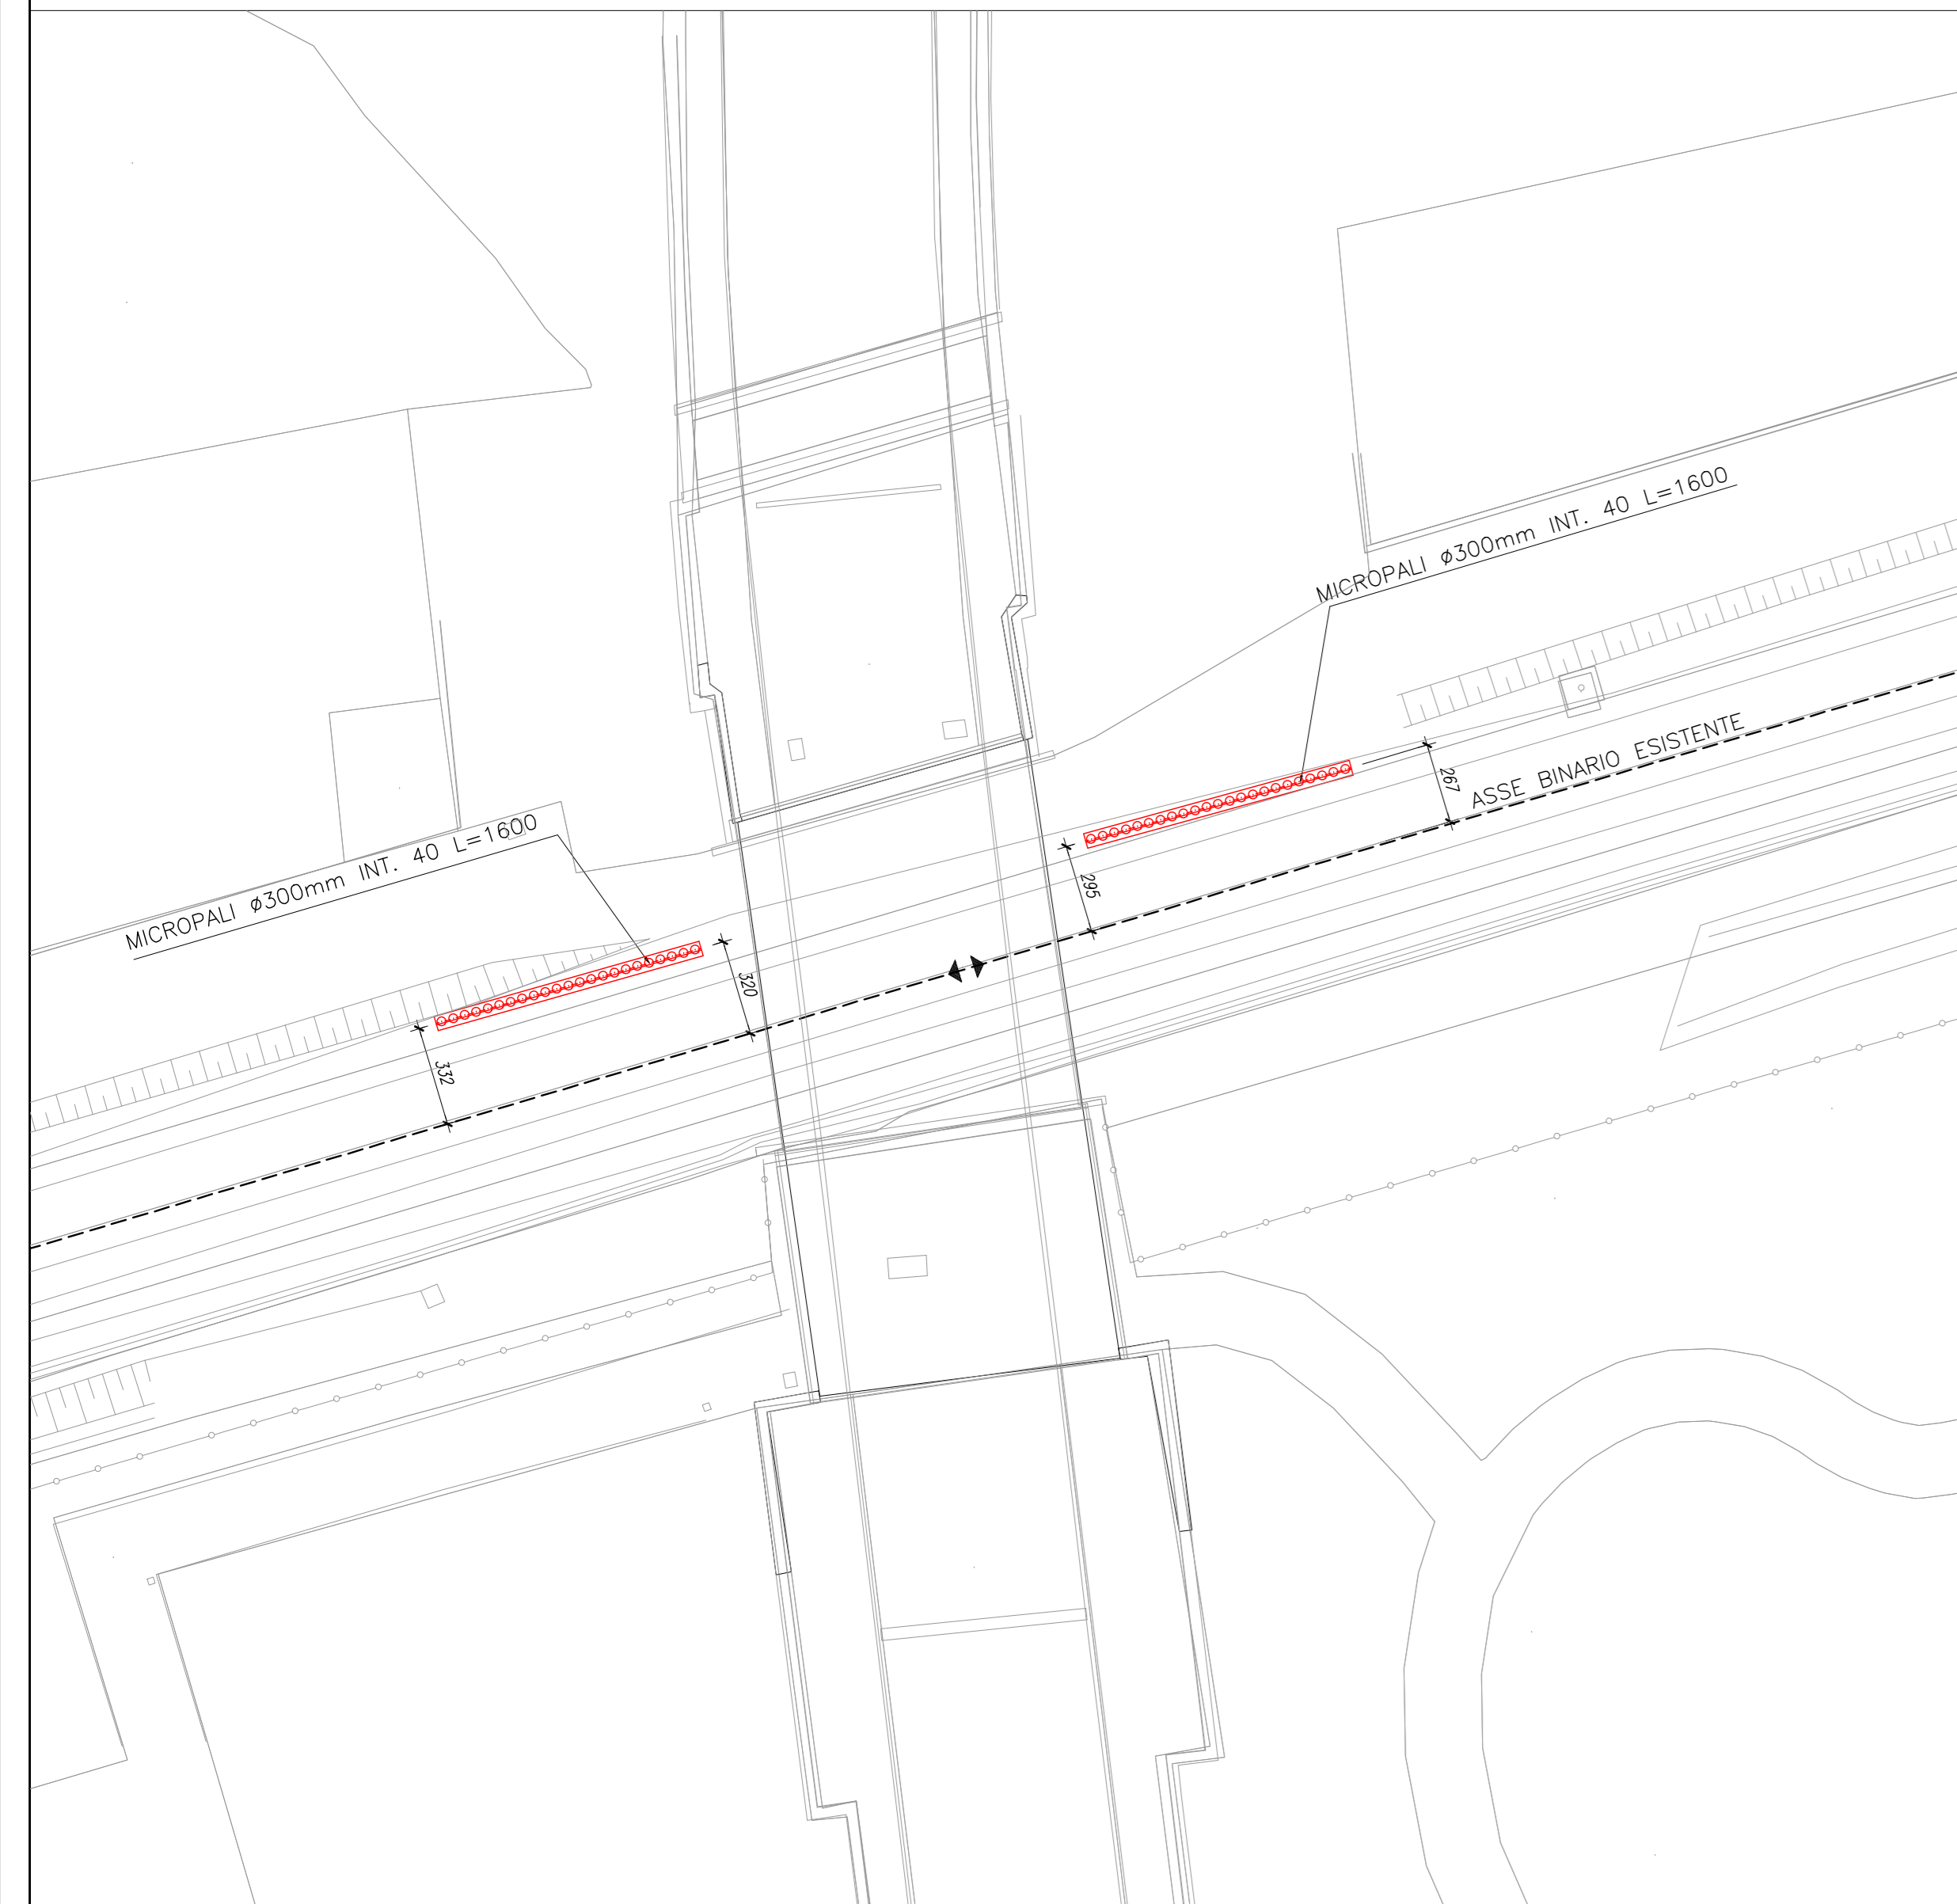 MICROPALI ø300mm INT. 40 L=1600
267
ASSE BINARIO ESISTENTE
MICROPALI ø300mm INT. 40 L=1600
295
320
332